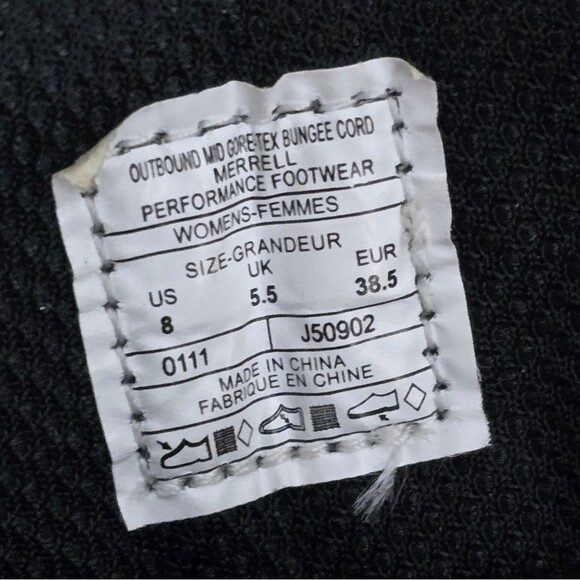 OUTBOUND MID GORE-TEX BUNGEE CORD
MERRELL
PERFORMANCE FOOTWEAR
WOMENS-FEMMES
SIZE-GRANDEUR
US UK EUR
8 5.5 38.5
0111 J50902
MADE IN CHINA
FABRIQUE EN CHINE